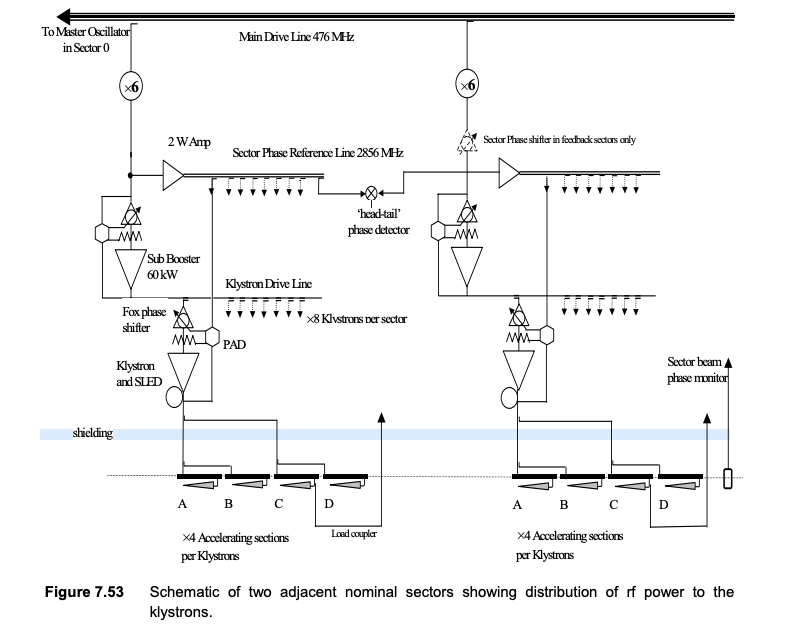 To Master Oscillator
in Sector 0
Main Drive Line 476 MHz
×6
×6
2 W Amp
Sector Phase Reference Line 2856 MHz
Sector Phase shifter in feedback sectors only
'head-tail'
phase detector
Sub Booster
60 kW
Klystron Drive Line
Fox phase
shifter
×8 Klystrons per sector
PAD
Klystron
and SLED
Sector beam
phase monitor
shielding
A B C D
A B C D
×4 Accelerating sections
per Klystrons
Load coupler
×4 Accelerating sections
per Klystrons
Figure 7.53 Schematic of two adjacent nominal sectors showing distribution of rf power to the
klystrons.